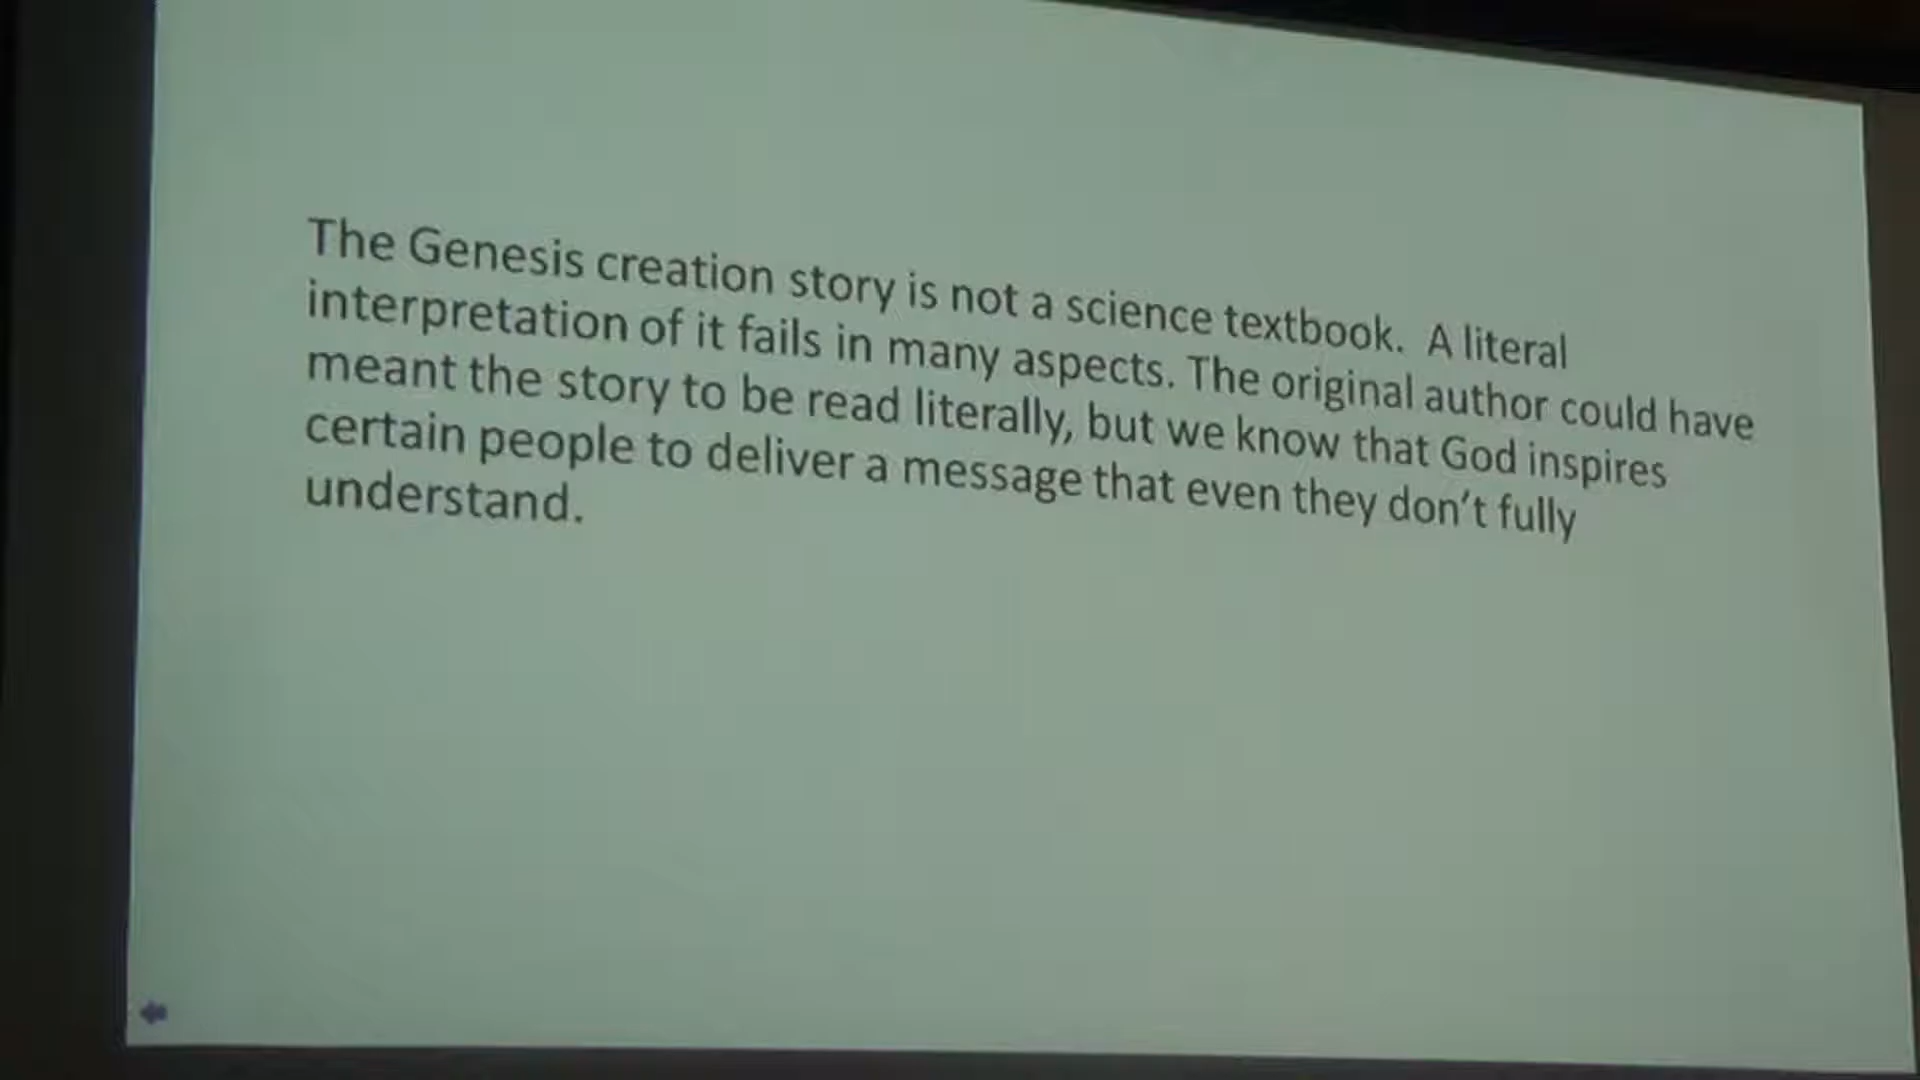 The Genesis creation story is not a science textbook. A literal
interpretation of it fails in many aspects. The original author could have
meant the story to be read literally, but we know that God inspires
certain people to deliver a message that even they don't fully
understand.